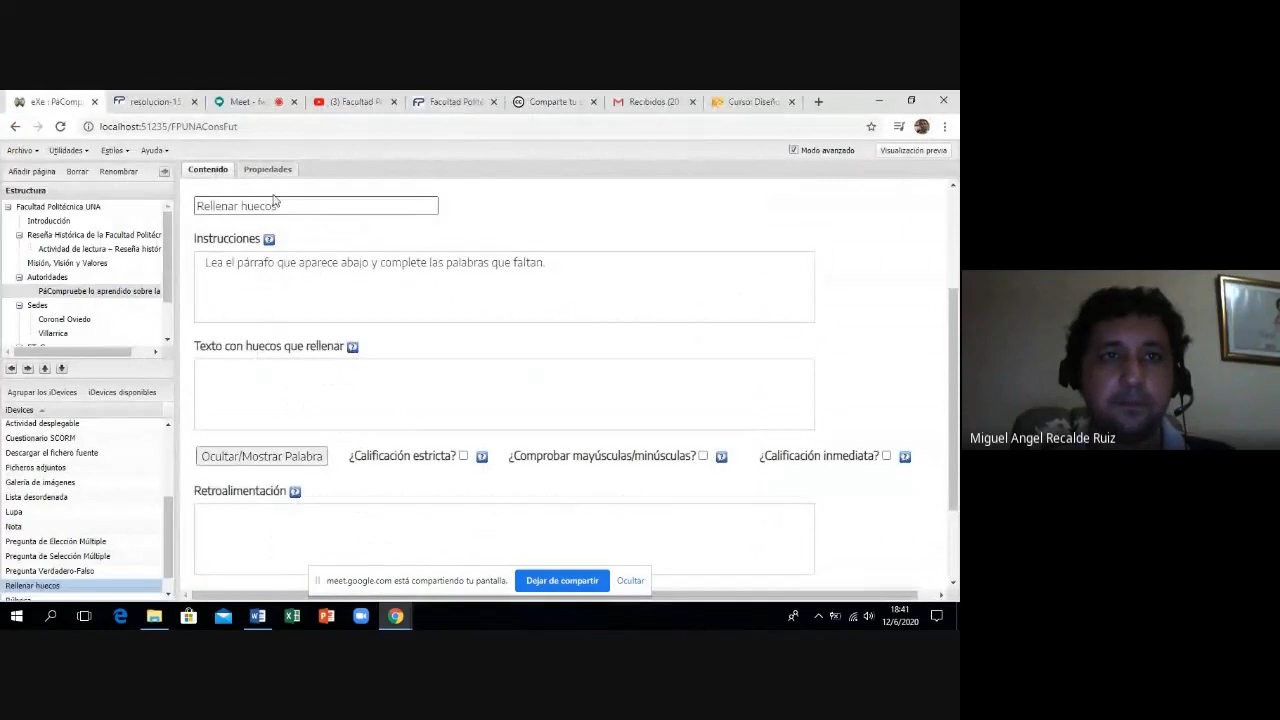 eXe : PáComp
resolucion-15
Meet - f
(3) Facultad P
Facultad Polité
Comparte tu
Recibidos (20
Curso: Diseño
localhost:51235/FPUNAConsFut
Archivo
Utilidades
Estilos
Ayuda
Modo avanzado
Visualización previa
Añadir página
Borrar
Renombrar
Contenido
Propiedades
Estructura
Facultad Politécnica UNA
Introducción
Reseña Histórica de la Facultad Politécr
Actividad de lectura – Reseña histór
Misión, Visión y Valores
Autoridades
PáCompruebe lo aprendido sobre la
Sedes
Coronel Oviedo
Villarrica
Agrupar los iDevices
iDevices disponibles
iDevices
Actividad desplegable
Cuestionario SCORM
Descargar el fichero fuente
Ficheros adjuntos
Galería de imágenes
Lista desordenada
Lupa
Nota
Pregunta de Elección Múltiple
Pregunta de Selección Múltiple
Pregunta Verdadero-Falso
Rellenar huecos
Rellenar huecos
Instrucciones
Lea el párrafo que aparece abajo y complete las palabras que faltan.
Texto con huecos que rellenar
Ocultar/Mostrar Palabra
¿Calificación estricta?
¿Comprobar mayúsculas/minúsculas?
¿Calificación inmediata?
Retroalimentación
meet.google.com está compartiendo tu pantalla.
Dejar de compartir
Ocultar
18:41
12/6/2020
Miguel Angel Recalde Ruiz